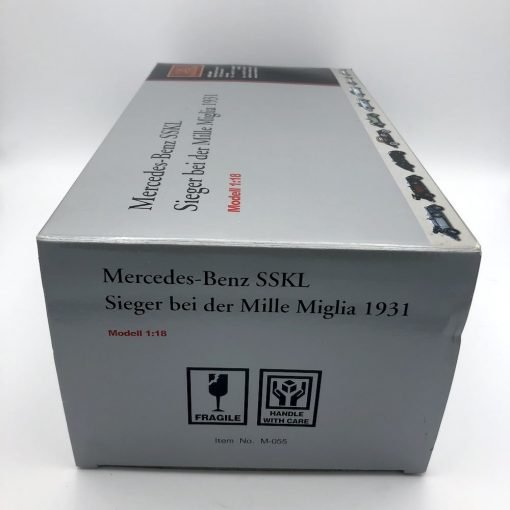 Mercedes-Benz SSKL
Sieger bei der Mille Miglia 1931
Modell 1:18
Mercedes-Benz SSKL
Sieger bei der Mille Miglia 1931
Modell 1:18
FRAGILE
HANDLE
WITH CARE
Item No. M-055